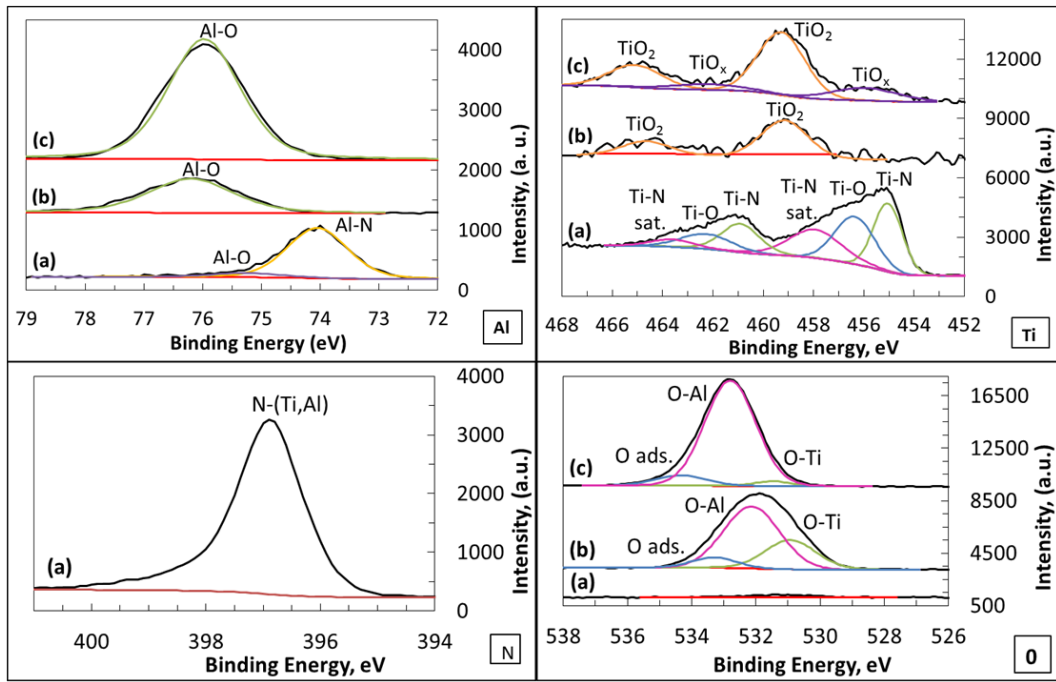 Al-O
(c)
Al-O
(b)
Al-N
Al-O
(a)
4000
3000
2000
1000
0
Intensity, (a. u.)
79 78 77 76 75 74 73 72
Binding Energy (eV)
Al
TiO2
TiO2
TiOx
TiOx
(c)
TiO2
TiO2
(b)
Ti-N
sat.
Ti-O
Ti-N
Ti-N
sat.
Ti-O
Ti-N
(a)
12000
9000
6000
3000
0
Intensity, (a.u.)
468 466 464 462 460 458 456 454 452
Binding Energy, eV
Ti
N-(Ti,Al)
(a)
4000
3000
2000
1000
0
Intensity, (a.u.)
400 398 396 394
Binding Energy, eV
N
O-Al
O ads.
O-Ti
(c)
O-Al
O-Ti
O ads.
(b)
(a)
16500
12500
8500
4500
500
Intensity, (a.u.)
538 536 534 532 530 528 526
Binding Energy, eV
O